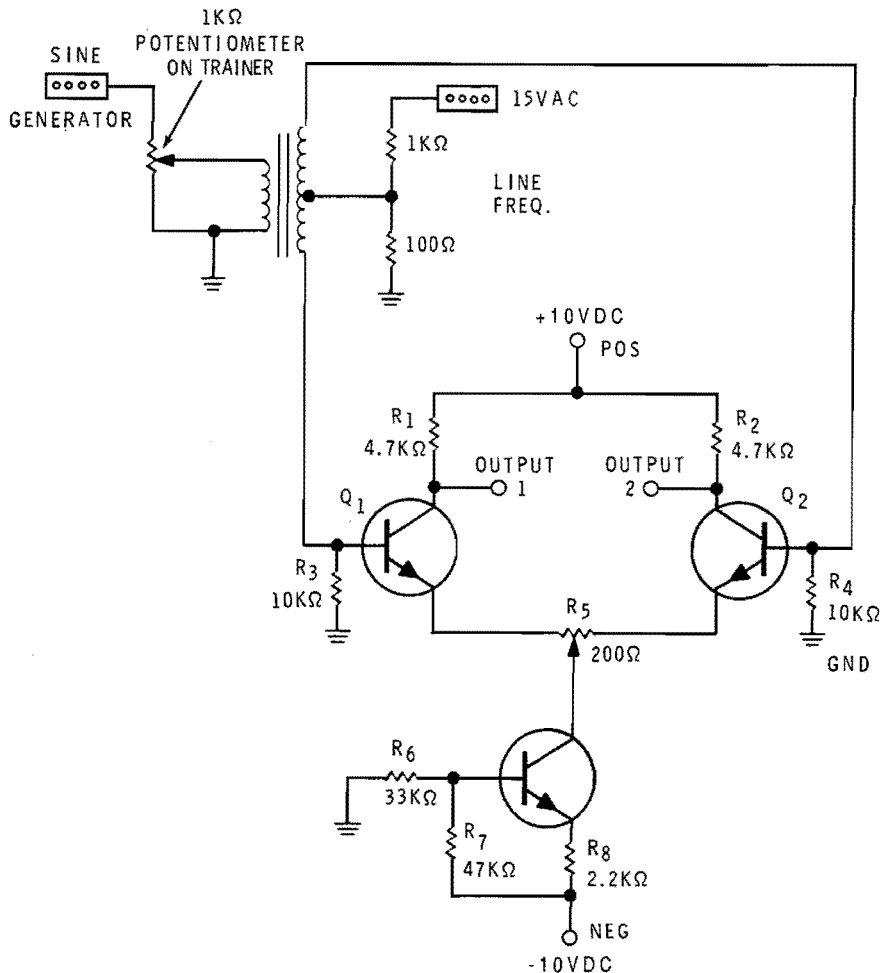 1KΩ
POTENTIOMETER
ON TRAINER
SINE
GENERATOR
15VAC
1KΩ
LINE
FREQ.
100Ω
+10VDC
POS
R1
4.7KΩ
R2
4.7KΩ
OUTPUT
1
OUTPUT
2
Q1
Q2
R3
10KΩ
R4
10KΩ
GND
R5
200Ω
R6
33KΩ
R7
47KΩ
R8
2.2KΩ
NEG
-10VDC